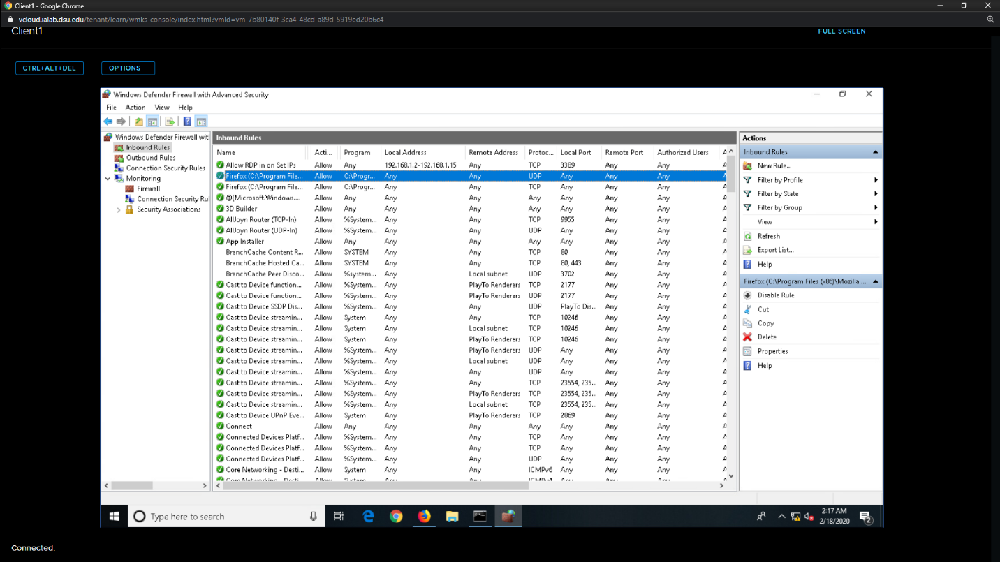 Client1 - Google Chrome
vcloud.ialab.dsu.edu/tenant/learn/wmks-console/index.html?vmId=vm-7b80140f-3ca4-48cd-a89d-5919ed20b6c4
Client1
FULL SCREEN
CTRL+ALT+DEL
OPTIONS
Windows Defender Firewall with Advanced Security
File Action View Help
Windows Defender Firewall with
Inbound Rules
Outbound Rules
Connection Security Rules
Monitoring
Firewall
Connection Security Rul
Security Associations
Inbound Rules
Name Acti... Program Local Address Remote Address Protoc... Local Port Remote Port Authorized Users A
Allow RDP in on Set IPs Allow Any 192.168.1.2-192.168.1.15 Any TCP 3389 Any Any A
Firefox (C:\Program File... Allow C:\Progr... Any Any UDP Any Any Any A
Firefox (C:\Program File... Allow C:\Progr... Any Any TCP Any Any Any A
@{Microsoft.Windows.... Allow Any Any Any Any Any Any Any A
3D Builder Allow Any Any Any Any Any Any Any A
AllJoyn Router (TCP-In) Allow %System... Any Any TCP 9955 Any Any A
AllJoyn Router (UDP-In) Allow %System... Any Any UDP Any Any Any A
App Installer Allow Any Any Any Any Any Any Any A
BranchCache Content R... Allow SYSTEM Any Any TCP 80 Any Any A
BranchCache Hosted Ca... Allow SYSTEM Any Any TCP 80, 443 Any Any A
BranchCache Peer Disco... Allow %system... Any Local subnet UDP 3702 Any Any A
Cast to Device function... Allow %System... Any PlayTo Renderers TCP 2177 Any Any A
Cast to Device function... Allow %System... Any PlayTo Renderers UDP 2177 Any Any A
Cast to Device SSDP Dis... Allow %System... Any Any UDP PlayTo Dis... Any Any A
Cast to Device streamin... Allow System Any Any TCP 10246 Any Any A
Cast to Device streamin... Allow System Any Local subnet TCP 10246 Any Any A
Cast to Device streamin... Allow System Any PlayTo Renderers TCP 10246 Any Any A
Cast to Device streamin... Allow %System... Any PlayTo Renderers UDP Any Any Any A
Cast to Device streamin... Allow %System... Any Local subnet UDP Any Any Any A
Cast to Device streamin... Allow %System... Any Any UDP Any Any Any A
Cast to Device streamin... Allow %System... Any Any TCP 23554, 235... Any Any A
Cast to Device streamin... Allow %System... Any PlayTo Renderers TCP 23554, 235... Any Any A
Cast to Device streamin... Allow %System... Any Local subnet TCP 23554, 235... Any Any A
Cast to Device UPnP Eve... Allow System Any PlayTo Renderers TCP 2869 Any Any A
Connect Allow Any Any Any Any Any Any Any A
Connected Devices Platf... Allow %System... Any Any TCP Any Any Any A
Connected Devices Platf... Allow %System... Any Any TCP Any Any Any A
Connected Devices Platf... Allow %System... Any Any UDP Any Any Any A
Core Networking - Desti... Allow System Any Any ICMPv6 Any Any Any A
Core Networking - Desti... Allow System Any Any ICMPv4 Any Any Any A
Actions
Inbound Rules
New Rule...
Filter by Profile
Filter by State
Filter by Group
View
Refresh
Export List...
Help
Firefox (C:\Program Files (x86)\Mozilla ...
Disable Rule
Cut
Copy
Delete
Properties
Help
Type here to search
2:17 AM
2/18/2020
2
Connected.